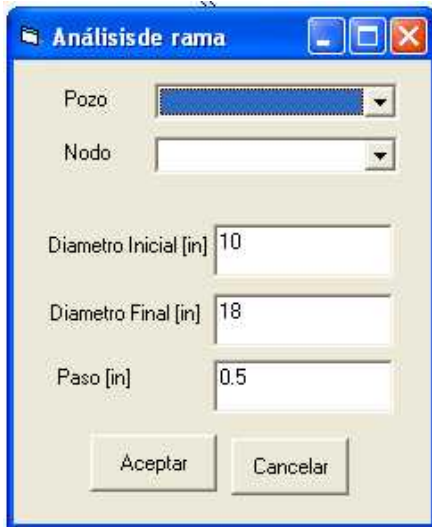 Análisisde rama
Pozo
Nodo
Diametro Inicial [in] 10
Diametro Final [in] 18
Paso [in] 0.5
Aceptar Cancelar